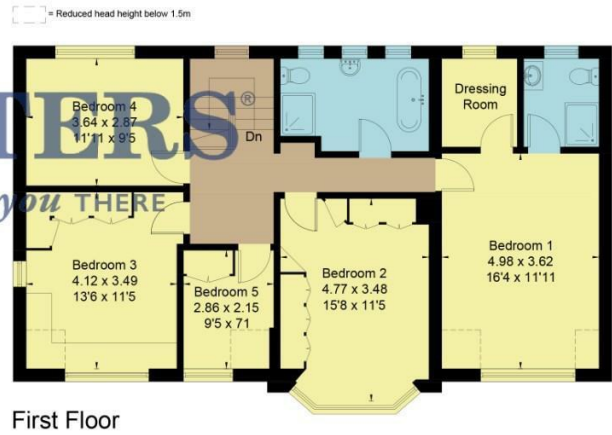 = Reduced head height below 1.5m
Bedroom 4
3.64 x 2.87
11'11 x 9'5
TERS
you THERE
Dn
Dressing
Room
Bedroom 3
4.12 x 3.49
13'6 x 11'5
Bedroom 5
2.86 x 2.15
9'5 x 71
Bedroom 2
4.77 x 3.48
15'8 x 11'5
Bedroom 1
4.98 x 3.62
16'4 x 11'11
First Floor